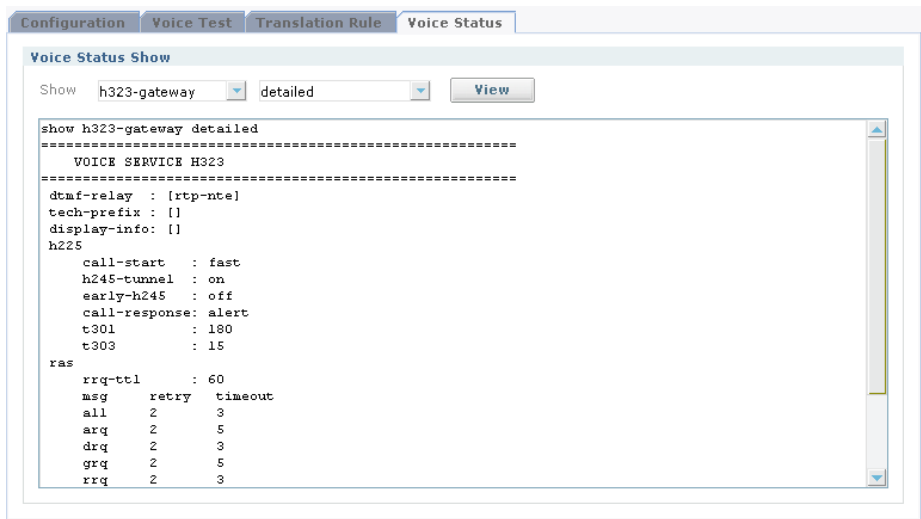 Configuration Voice Test Translation Rule Voice Status
Voice Status Show
Show h323-gateway detailed View
show h323-gateway detailed
=========================================================
    VOICE SERVICE H323
=========================================================
 dtmf-relay  : [rtp-nte]
 tech-prefix : []
 display-info: []
 h225
     call-start   : fast
     h245-tunnel  : on
     early-h245   : off
     call-response: alert
     t301         : 180
     t303         : 15
 ras
     rrq-ttl      : 60
     msg     retry   timeout
     all     2       3
     arq     2       5
     drq     2       3
     grq     2       5
     rrq     2       3